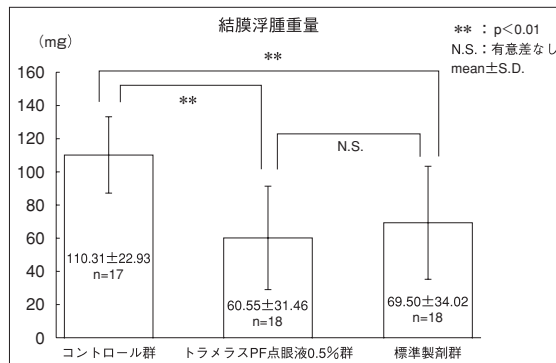 結膜浮腫重量
(mg)
** : p<0.01
N.S. : 有意差なし
mean±S.D.
160
140
120
100
80
60
40
20
0
**
**
N.S.
110.31±22.93
n=17
60.55±31.46
n=18
69.50±34.02
n=18
コントロール群
トラメラスPF点眼液0.5%群
標準製剤群